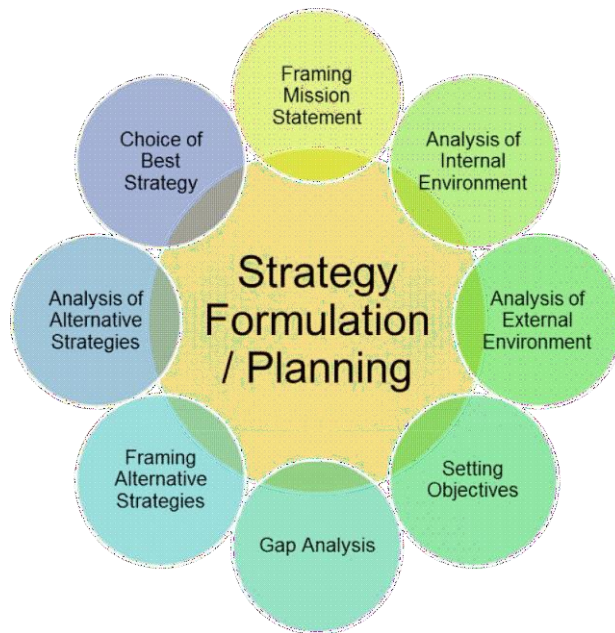 Framing
Mission
Statement
Analysis of
Internal
Environment
Analysis of
External
Environment
Setting
Objectives
Gap Analysis
Framing
Alternative
Strategies
Analysis of
Alternative
Strategies
Choice of
Best
Strategy
Strategy
Formulation
/ Planning